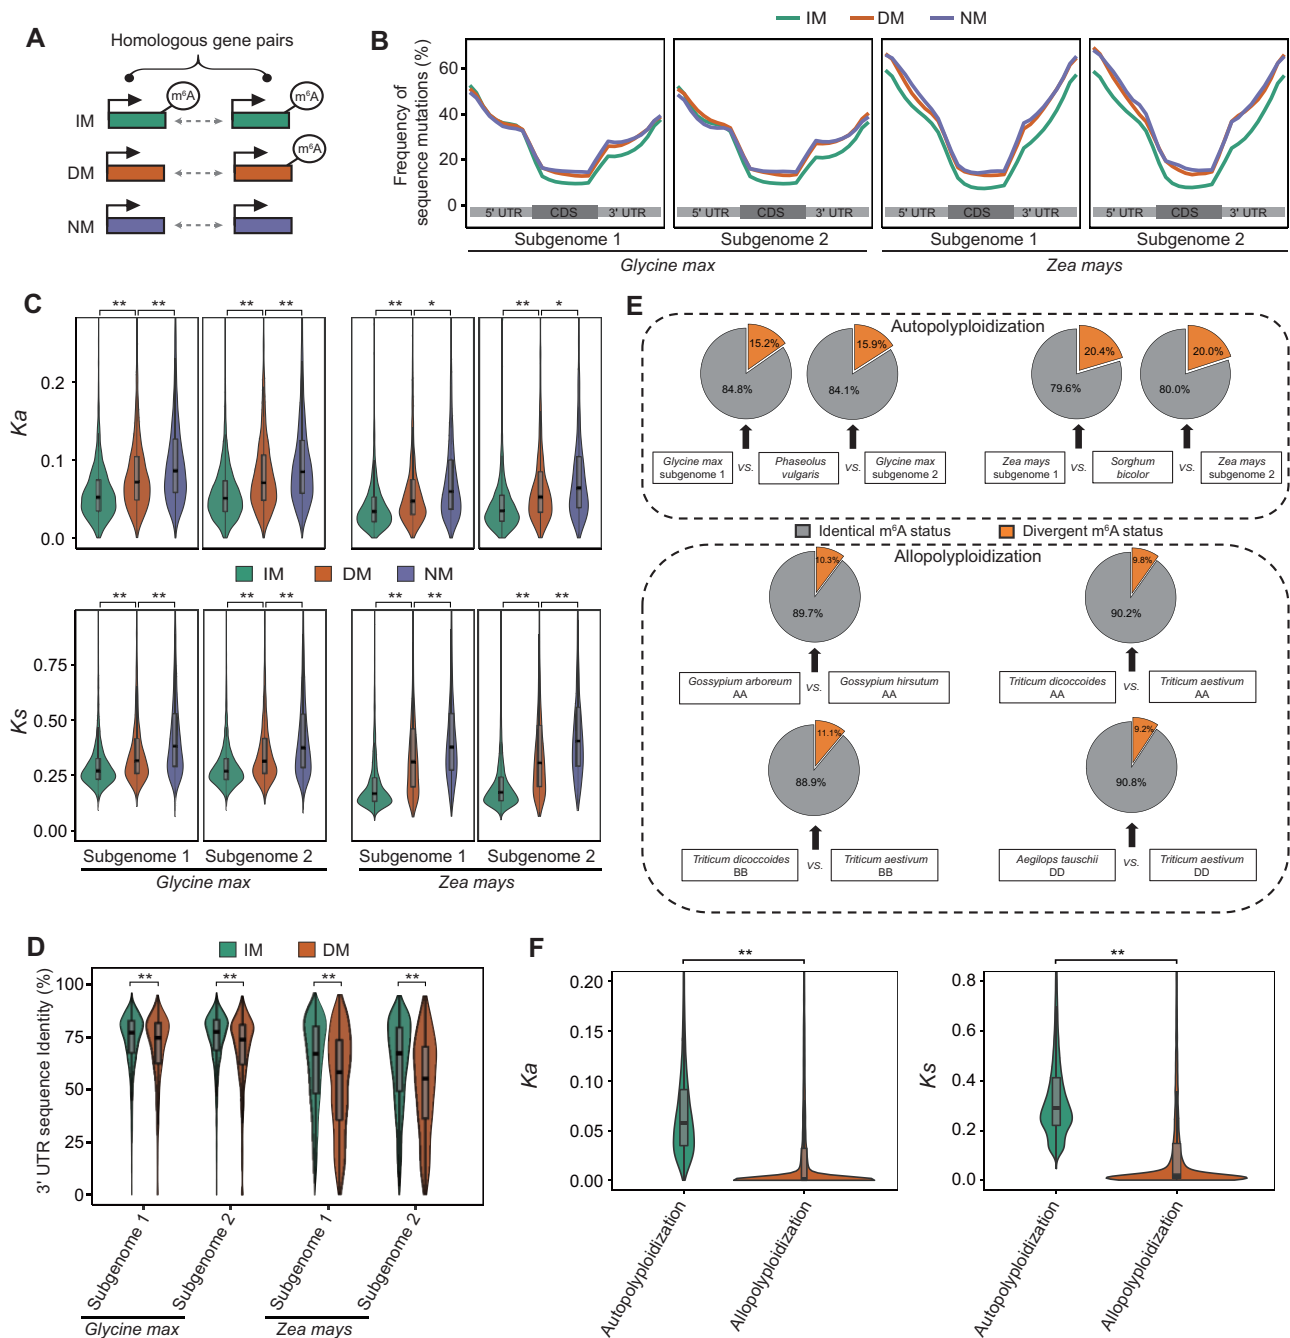 A
Homologous gene pairs
m⁶A
m⁶A
IM
m⁶A
DM
NM
B
IM DM NM
Frequency of
sequence mutations (%)
60
40
20
0
5' UTR CDS 3' UTR
5' UTR CDS 3' UTR
5' UTR CDS 3' UTR
5' UTR CDS 3' UTR
Subgenome 1 Subgenome 2 Subgenome 1 Subgenome 2
Glycine max Zea mays
C
** ** ** ** ** * ** *
Ka
0.2
0.1
0.0
IM DM NM
** ** ** ** ** ** ** **
Ks
0.75
0.50
0.25
0.00
Subgenome 1 Subgenome 2 Subgenome 1 Subgenome 2
Glycine max Zea mays
D
IM DM
3' UTR sequence Identity (%)
100
75
50
25
0
** ** ** **
Subgenome 1
Subgenome 2
Subgenome 1
Subgenome 2
Glycine max Zea mays
E
Autopolyploidization
15.2%
84.8%
15.9%
84.1%
20.4%
79.6%
20.0%
80.0%
Glycine max
subgenome 1
vs.
Phaseolus
vulgaris
vs.
Glycine max
subgenome 2
Zea mays
subgenome 1
vs.
Sorghum
bicolor
vs.
Zea mays
subgenome 2
Identical m⁶A status Divergent m⁶A status
Allopolyploidization
10.3%
89.7%
9.8%
90.2%
Gossypium arboreum
AA
vs.
Gossypium hirsutum
AA
Triticum dicoccoides
AA
vs.
Triticum aestivum
AA
11.1%
88.9%
9.2%
90.8%
Triticum dicoccoides
BB
vs.
Triticum aestivum
BB
Aegilops tauschii
DD
vs.
Triticum aestivum
DD
F
**
Ka
0.20
0.15
0.10
0.05
0.00
Autopolyploidization
Allopolyploidization
**
Ks
0.8
0.6
0.4
0.2
0.0
Autopolyploidization
Allopolyploidization